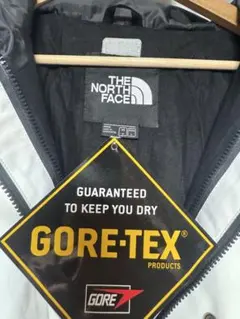 THE
NORTH
FACE
GUARANTEED
TO KEEP YOU DRY
GORE-TEX®
PRODUCTS
GORE